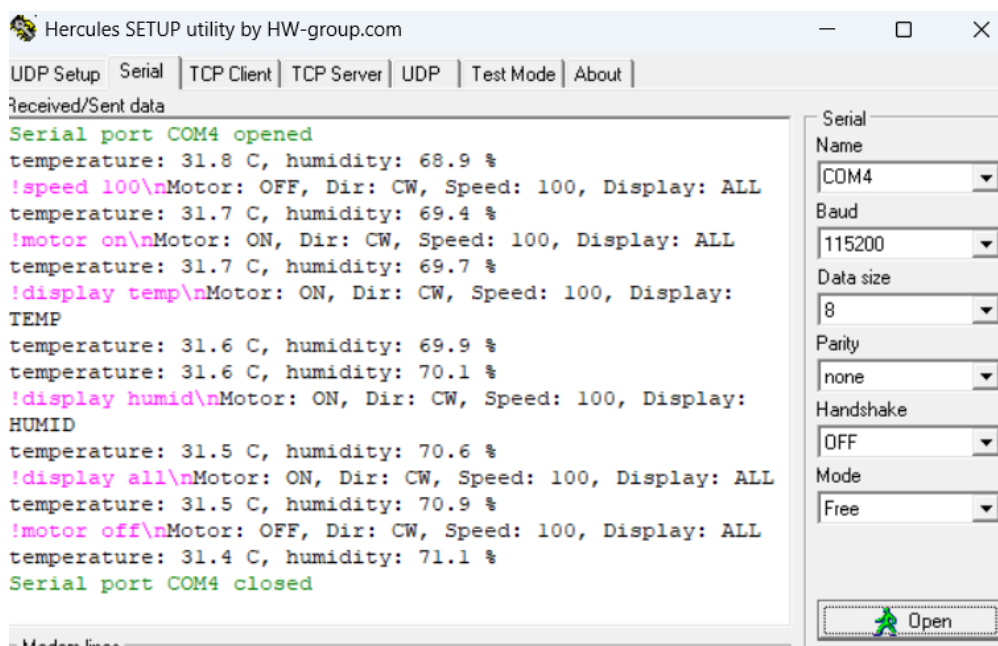 Hercules SETUP utility by HW-group.com
UDP Setup Serial TCP Client TCP Server UDP Test Mode About
Received/Sent data
Serial port COM4 opened
temperature: 31.8 C, humidity: 68.9 %
!speed 100\nMotor: OFF, Dir: CW, Speed: 100, Display: ALL
temperature: 31.7 C, humidity: 69.4 %
!motor on\nMotor: ON, Dir: CW, Speed: 100, Display: ALL
temperature: 31.7 C, humidity: 69.7 %
!display temp\nMotor: ON, Dir: CW, Speed: 100, Display:
TEMP
temperature: 31.6 C, humidity: 69.9 %
temperature: 31.6 C, humidity: 70.1 %
!display humid\nMotor: ON, Dir: CW, Speed: 100, Display:
HUMID
temperature: 31.5 C, humidity: 70.6 %
!display all\nMotor: ON, Dir: CW, Speed: 100, Display: ALL
temperature: 31.5 C, humidity: 70.9 %
!motor off\nMotor: OFF, Dir: CW, Speed: 100, Display: ALL
temperature: 31.4 C, humidity: 71.1 %
Serial port COM4 closed
Serial
Name
COM4
Baud
115200
Data size
8
Parity
none
Handshake
OFF
Mode
Free
Open
Modem lines